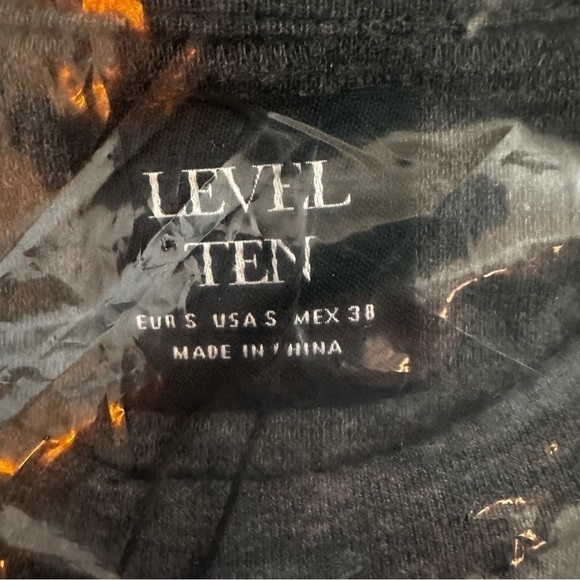 LEVEL
TEN
EUR S USA S MEX 38
MADE IN CHINA